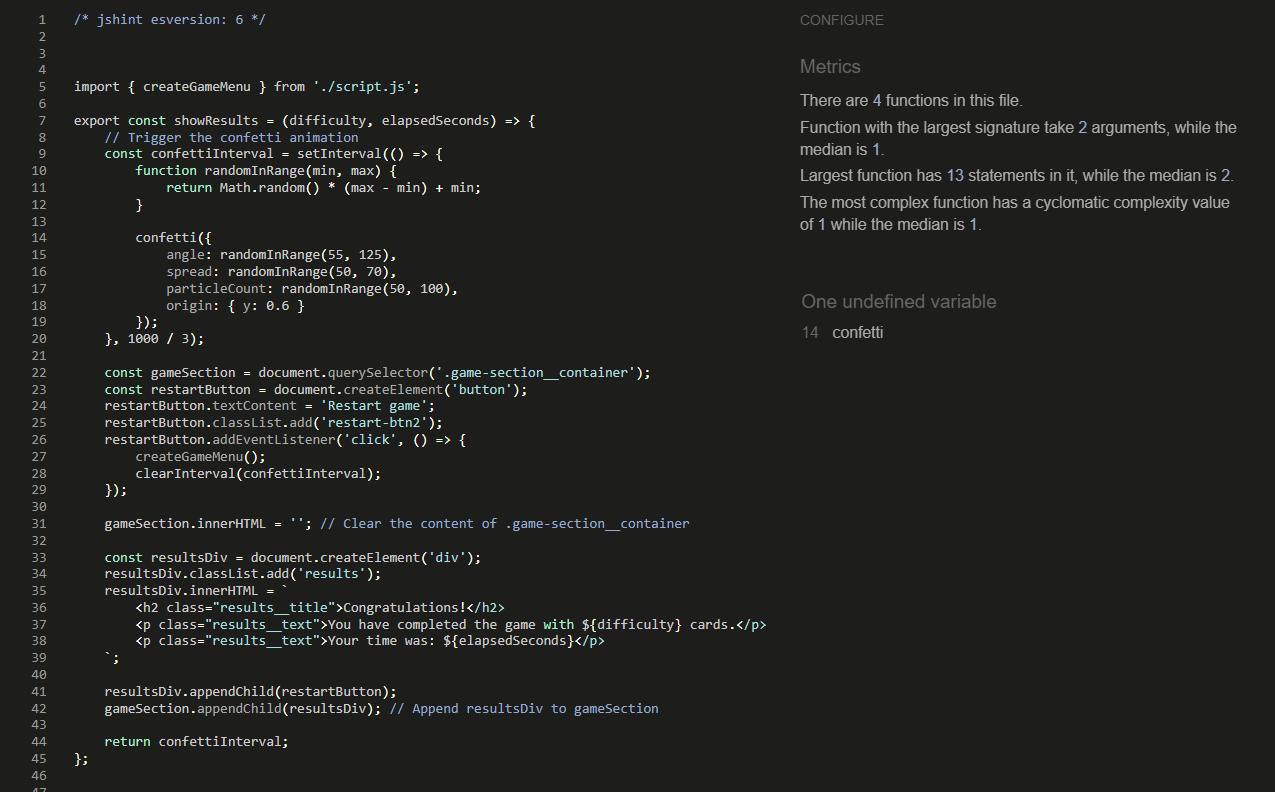 1 /* jshint esversion: 6 */
2
3
4
5 import { createGameMenu } from './script.js';
6
7 export const showResults = (difficulty, elapsedSeconds) => {
8     // Trigger the confetti animation
9     const confettiInterval = setInterval(() => {
10         function randomInRange(min, max) {
11             return Math.random() * (max - min) + min;
12         }
13
14         confetti({
15             angle: randomInRange(55, 125),
16             spread: randomInRange(50, 70),
17             particleCount: randomInRange(50, 100),
18             origin: { y: 0.6 }
19         });
20     }, 1000 / 3);
21
22     const gameSection = document.querySelector('.game-section__container');
23     const restartButton = document.createElement('button');
24     restartButton.textContent = 'Restart game';
25     restartButton.classList.add('restart-btn2');
26     restartButton.addEventListener('click', () => {
27         createGameMenu();
28         clearInterval(confettiInterval);
29     });
30
31     gameSection.innerHTML = ''; // Clear the content of .game-section__container
32
33     const resultsDiv = document.createElement('div');
34     resultsDiv.classList.add('results');
35     resultsDiv.innerHTML = `
36         <h2 class="results__title">Congratulations!</h2>
37         <p class="results__text">You have completed the game with ${difficulty} cards.</p>
38         <p class="results__text">Your time was: ${elapsedSeconds}</p>
39     `;
40
41     resultsDiv.appendChild(restartButton);
42     gameSection.appendChild(resultsDiv); // Append resultsDiv to gameSection
43
44     return confettiInterval;
45 };
46
47
CONFIGURE
Metrics
There are 4 functions in this file.
Function with the largest signature take 2 arguments, while the
median is 1.
Largest function has 13 statements in it, while the median is 2.
The most complex function has a cyclomatic complexity value
of 1 while the median is 1.
One undefined variable
14 confetti